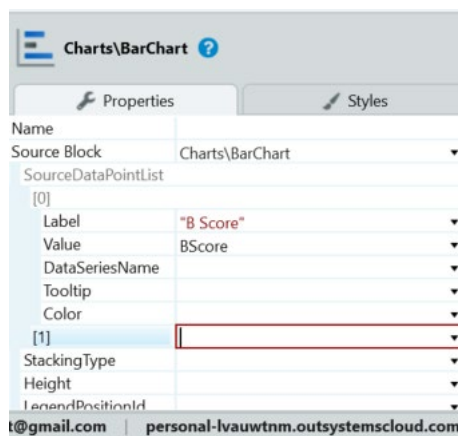 Charts\BarChart ?
Properties Styles
Name
Source Block Charts\BarChart
SourceDataPointList
[0]
Label "B Score"
Value BScore
DataSeriesName
Tooltip
Color
[1]
StackingType
Height
LegendPositionId
t@gmail.com | personal-lvauwtnm.outsystemscloud.com